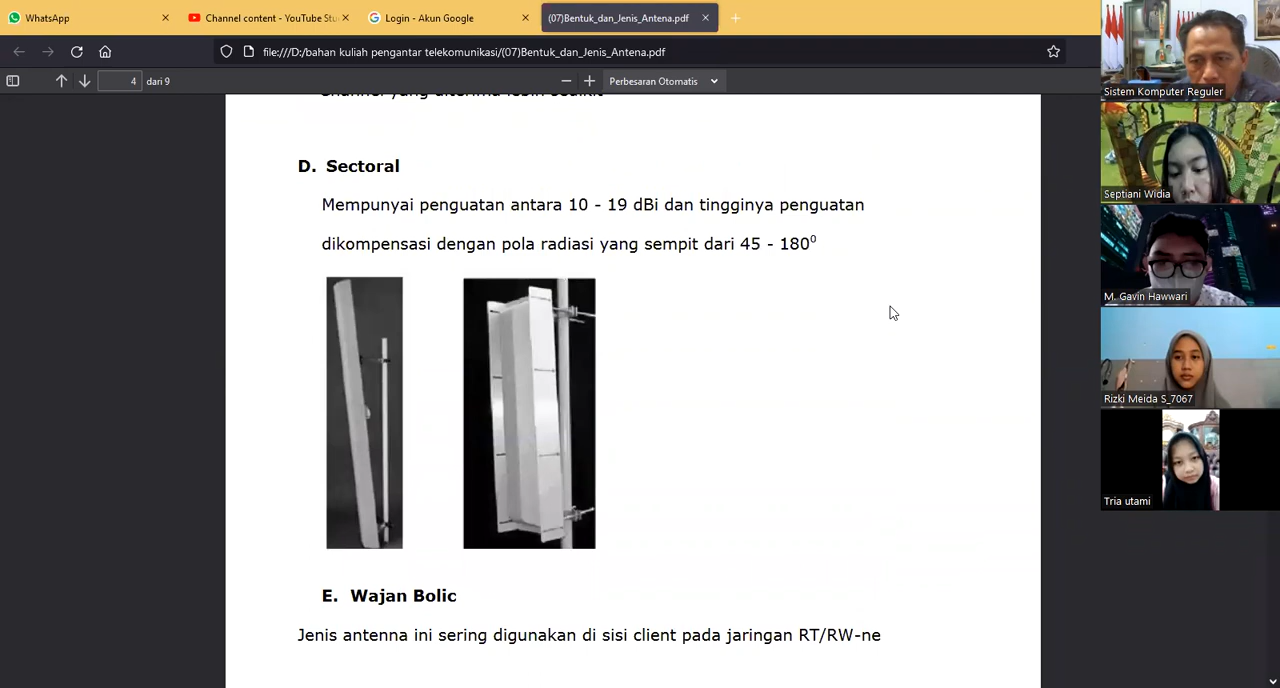 WhatsApp
Channel content - YouTube Stu
Login - Akun Google
(07)Bentuk_dan_Jenis_Antena.pdf
file:///D:/bahan kuliah pengantar telekomunikasi/(07)Bentuk_dan_Jenis_Antena.pdf
4 dari 9
Perbesaran Otomatis
D. Sectoral
Mempunyai penguatan antara 10 - 19 dBi dan tingginya penguatan
dikompensasi dengan pola radiasi yang sempit dari 45 - 180⁰
E. Wajan Bolic
Jenis antenna ini sering digunakan di sisi client pada jaringan RT/RW-ne
Sistem Komputer Reguler
Septiani Widia
M. Gavin Hawwari
Rizki Meida S_7067
Tria utami